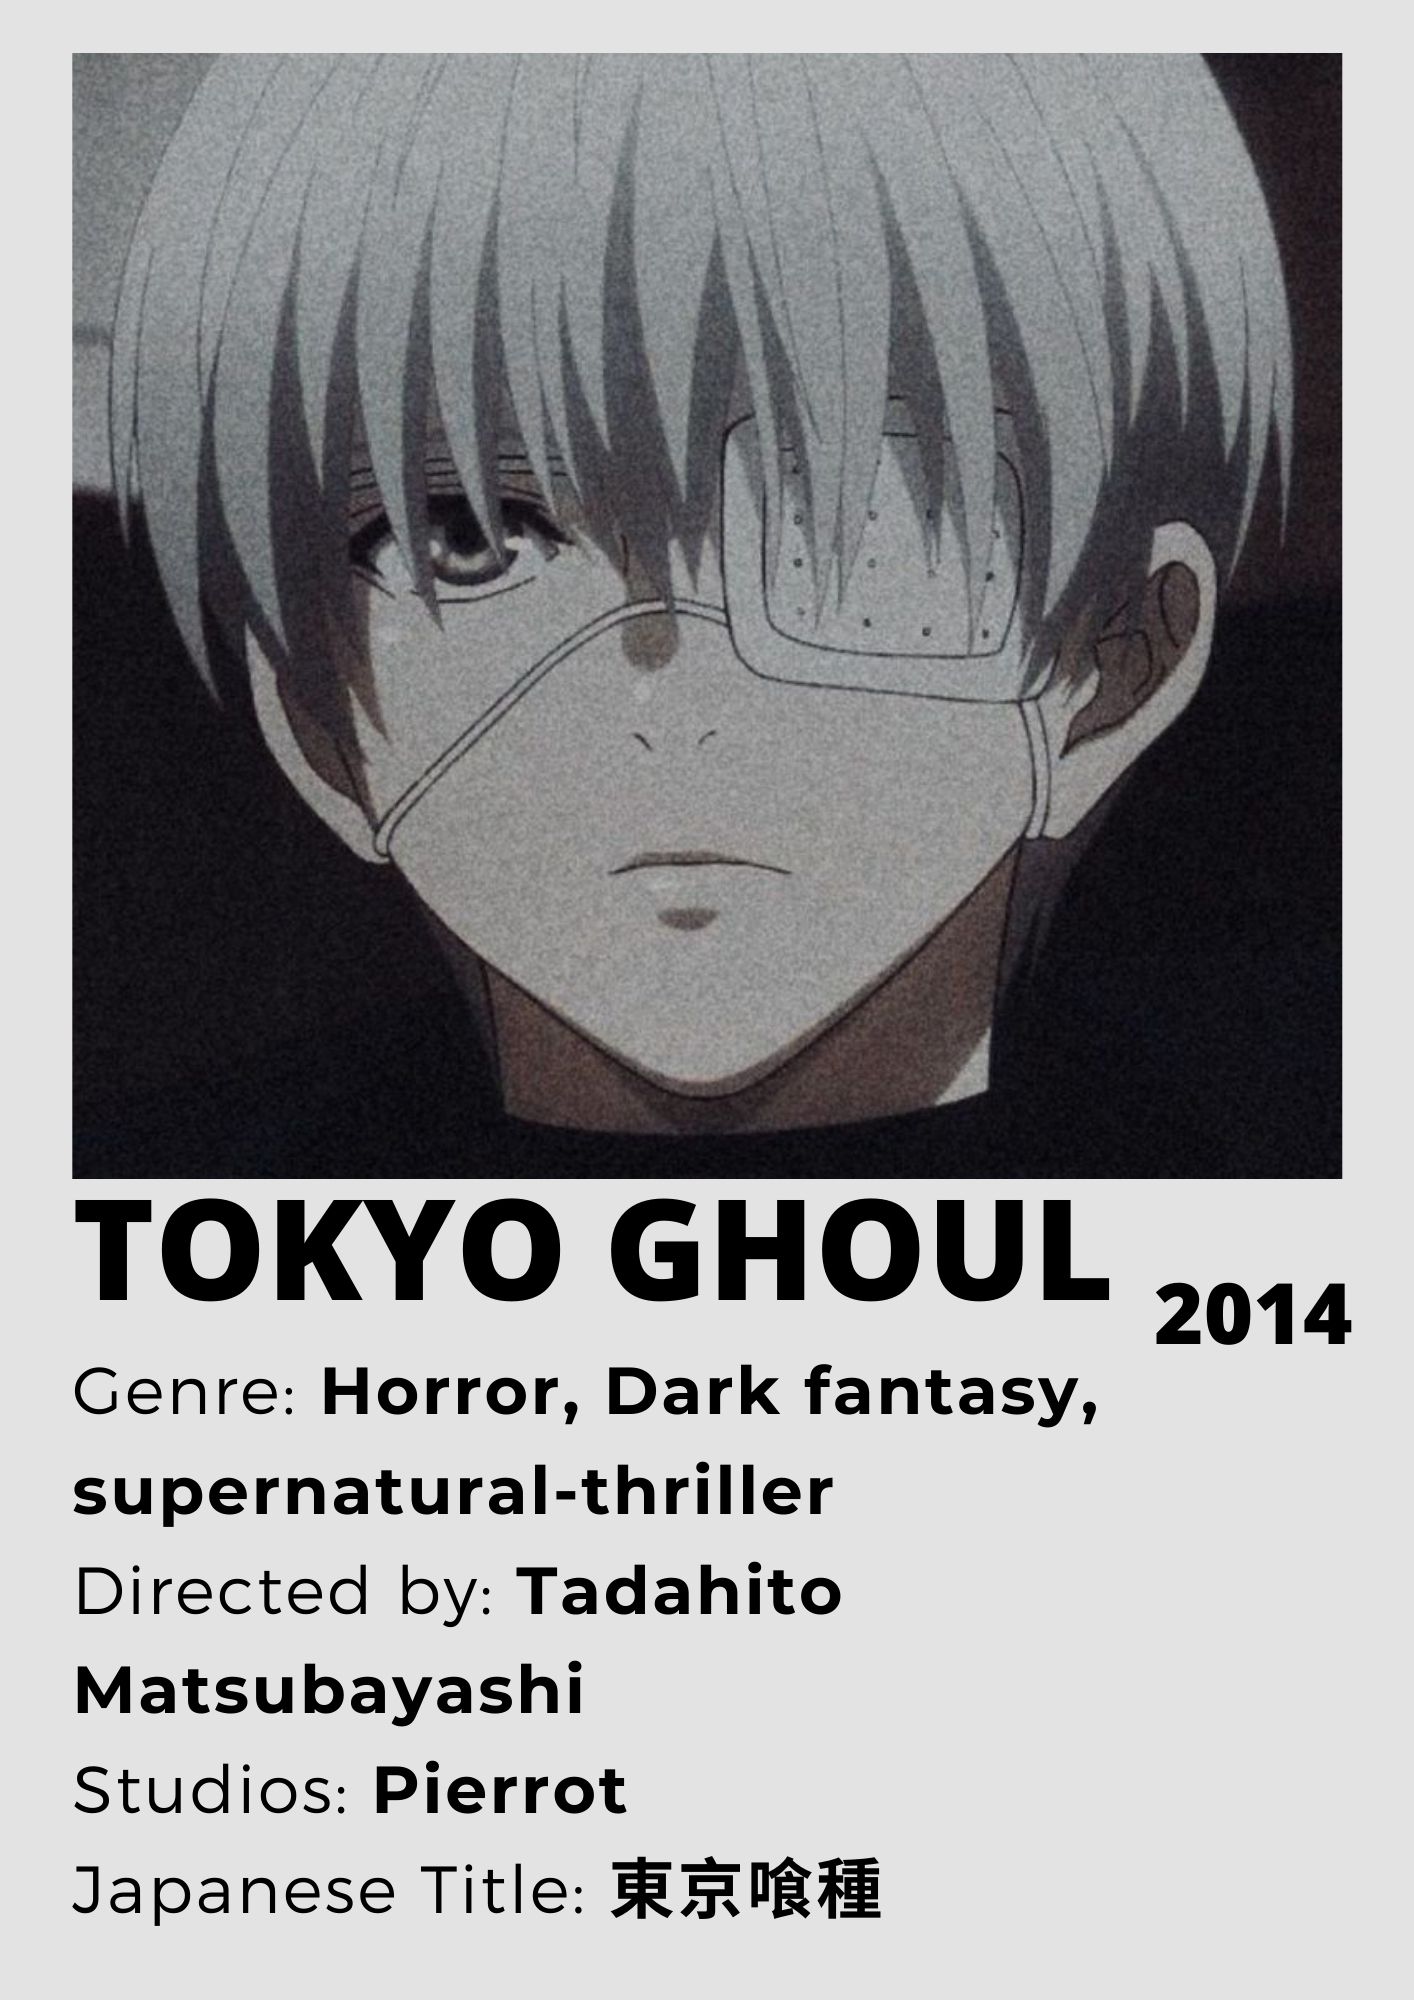 TOKYO GHOUL 2014
Genre: Horror, Dark fantasy,
supernatural-thriller
Directed by: Tadahito
Matsubayashi
Studios: Pierrot
Japanese Title: 東京喰種